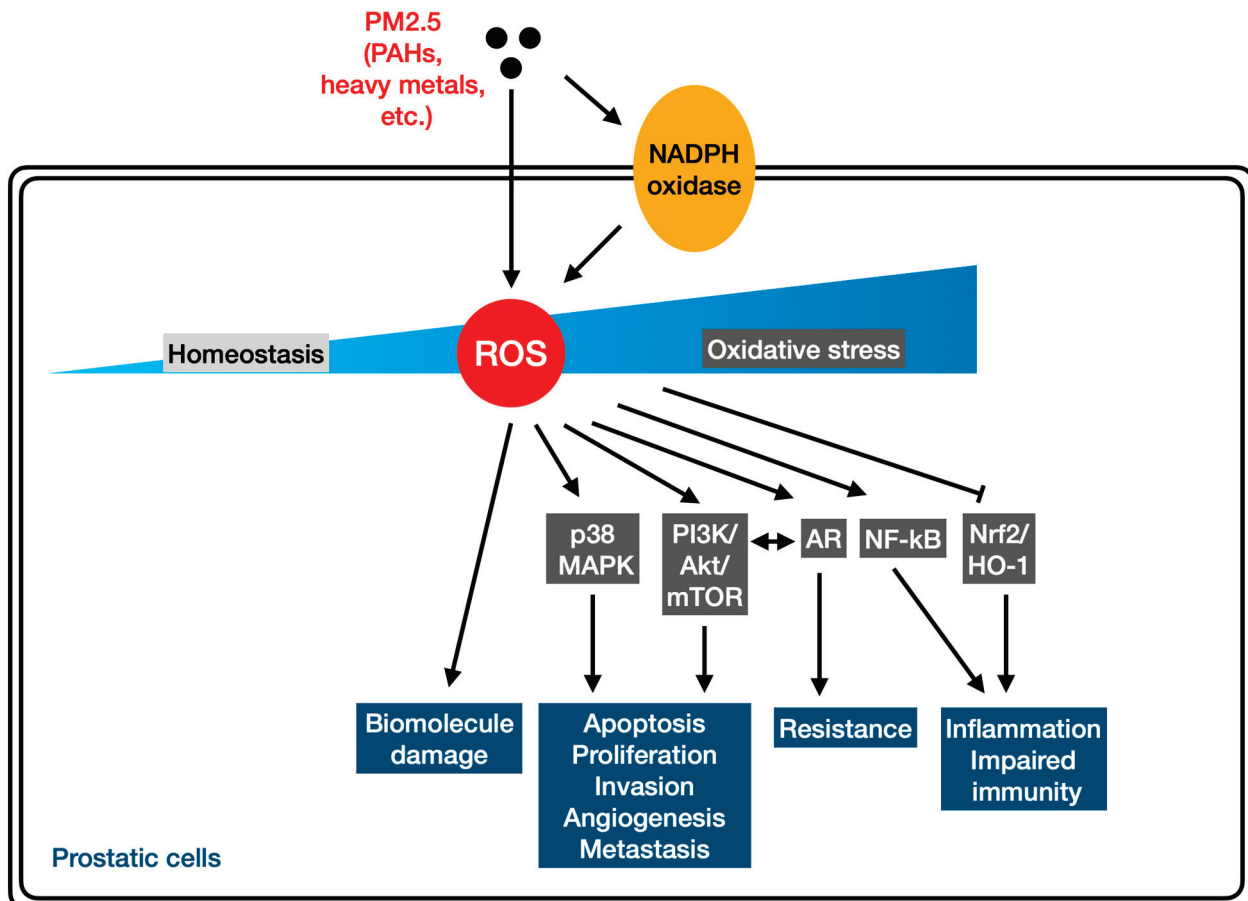 PM2.5
(PAHs,
heavy metals,
etc.)
NADPH
oxidase
Homeostasis
ROS
Oxidative stress
p38
MAPK
PI3K/
Akt/
mTOR
AR
NF-kB
Nrf2/
HO-1
Biomolecule
damage
Apoptosis
Proliferation
Invasion
Angiogenesis
Metastasis
Resistance
Inflammation
Impaired
immunity
Prostatic cells